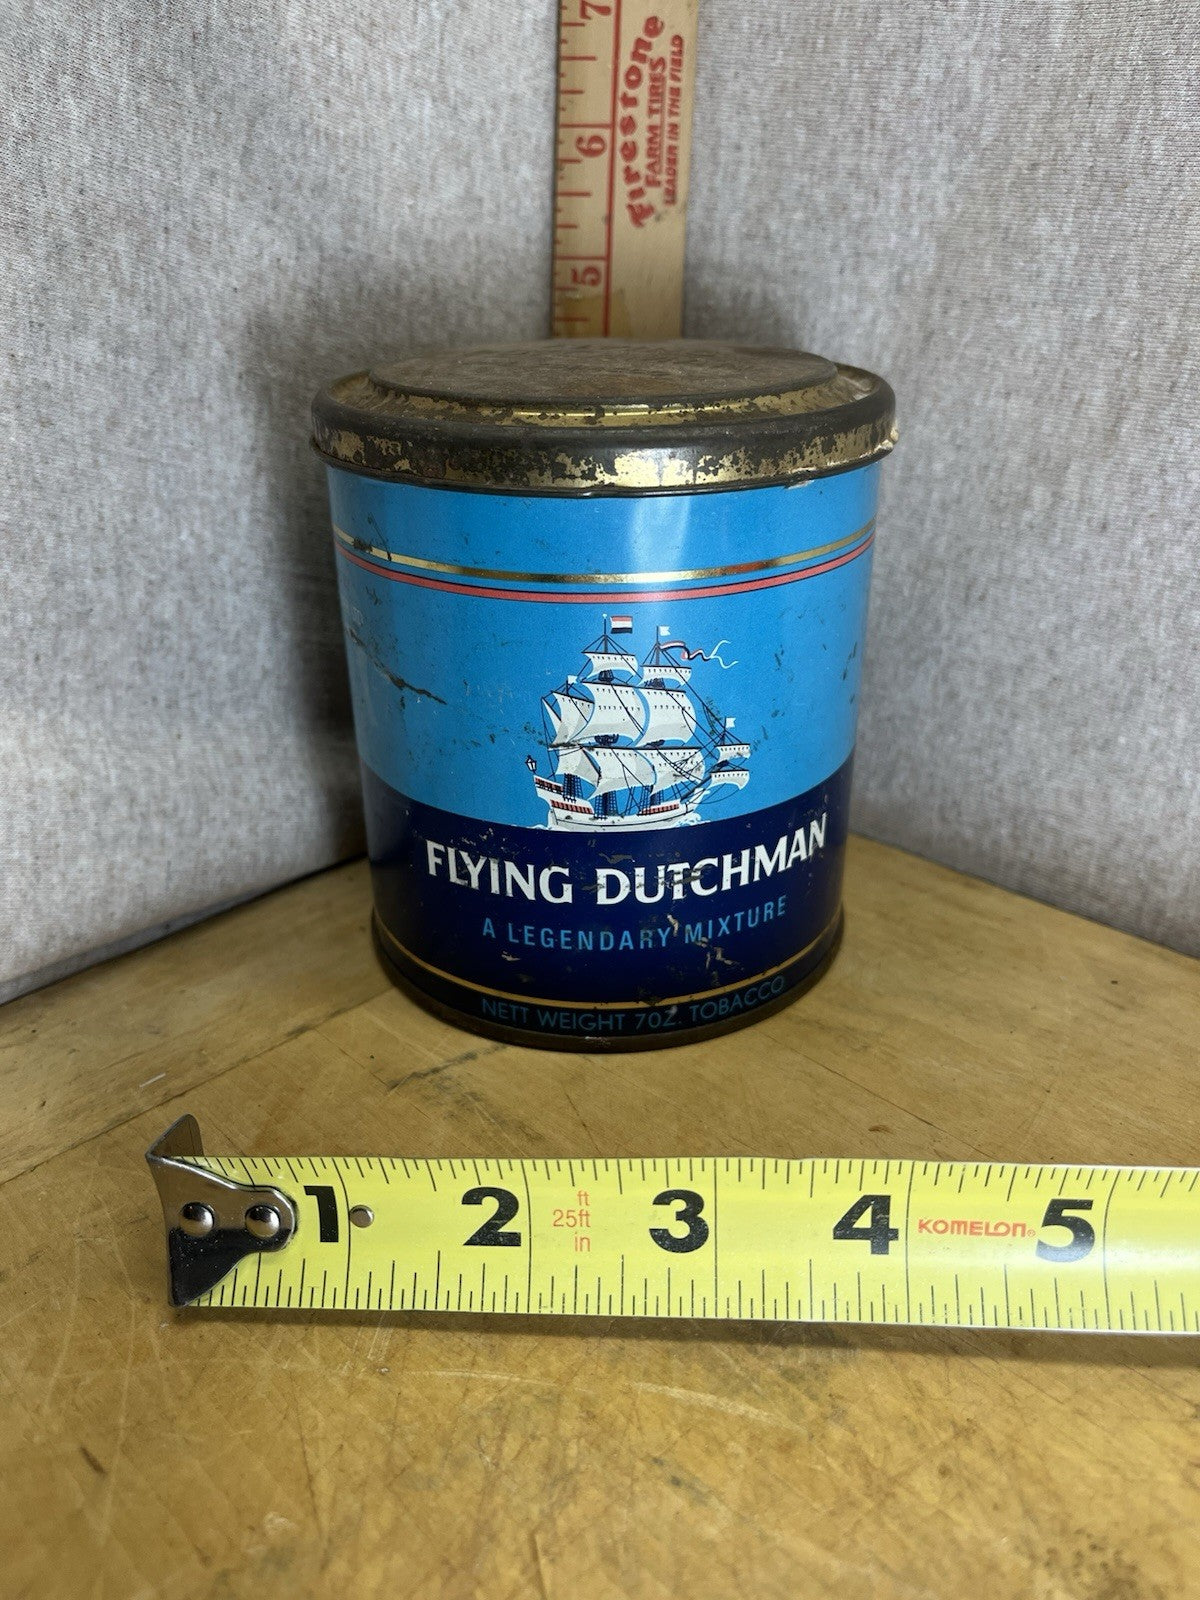 7
6
5
Firestone
FARM TIRES
LEADER IN THE FIELD
FLYING DUTCHMAN
A LEGENDARY MIXTURE
NETT WEIGHT 7OZ. TOBACCO
1 2 ft 3 4 KOMELON® 5
25ft
in